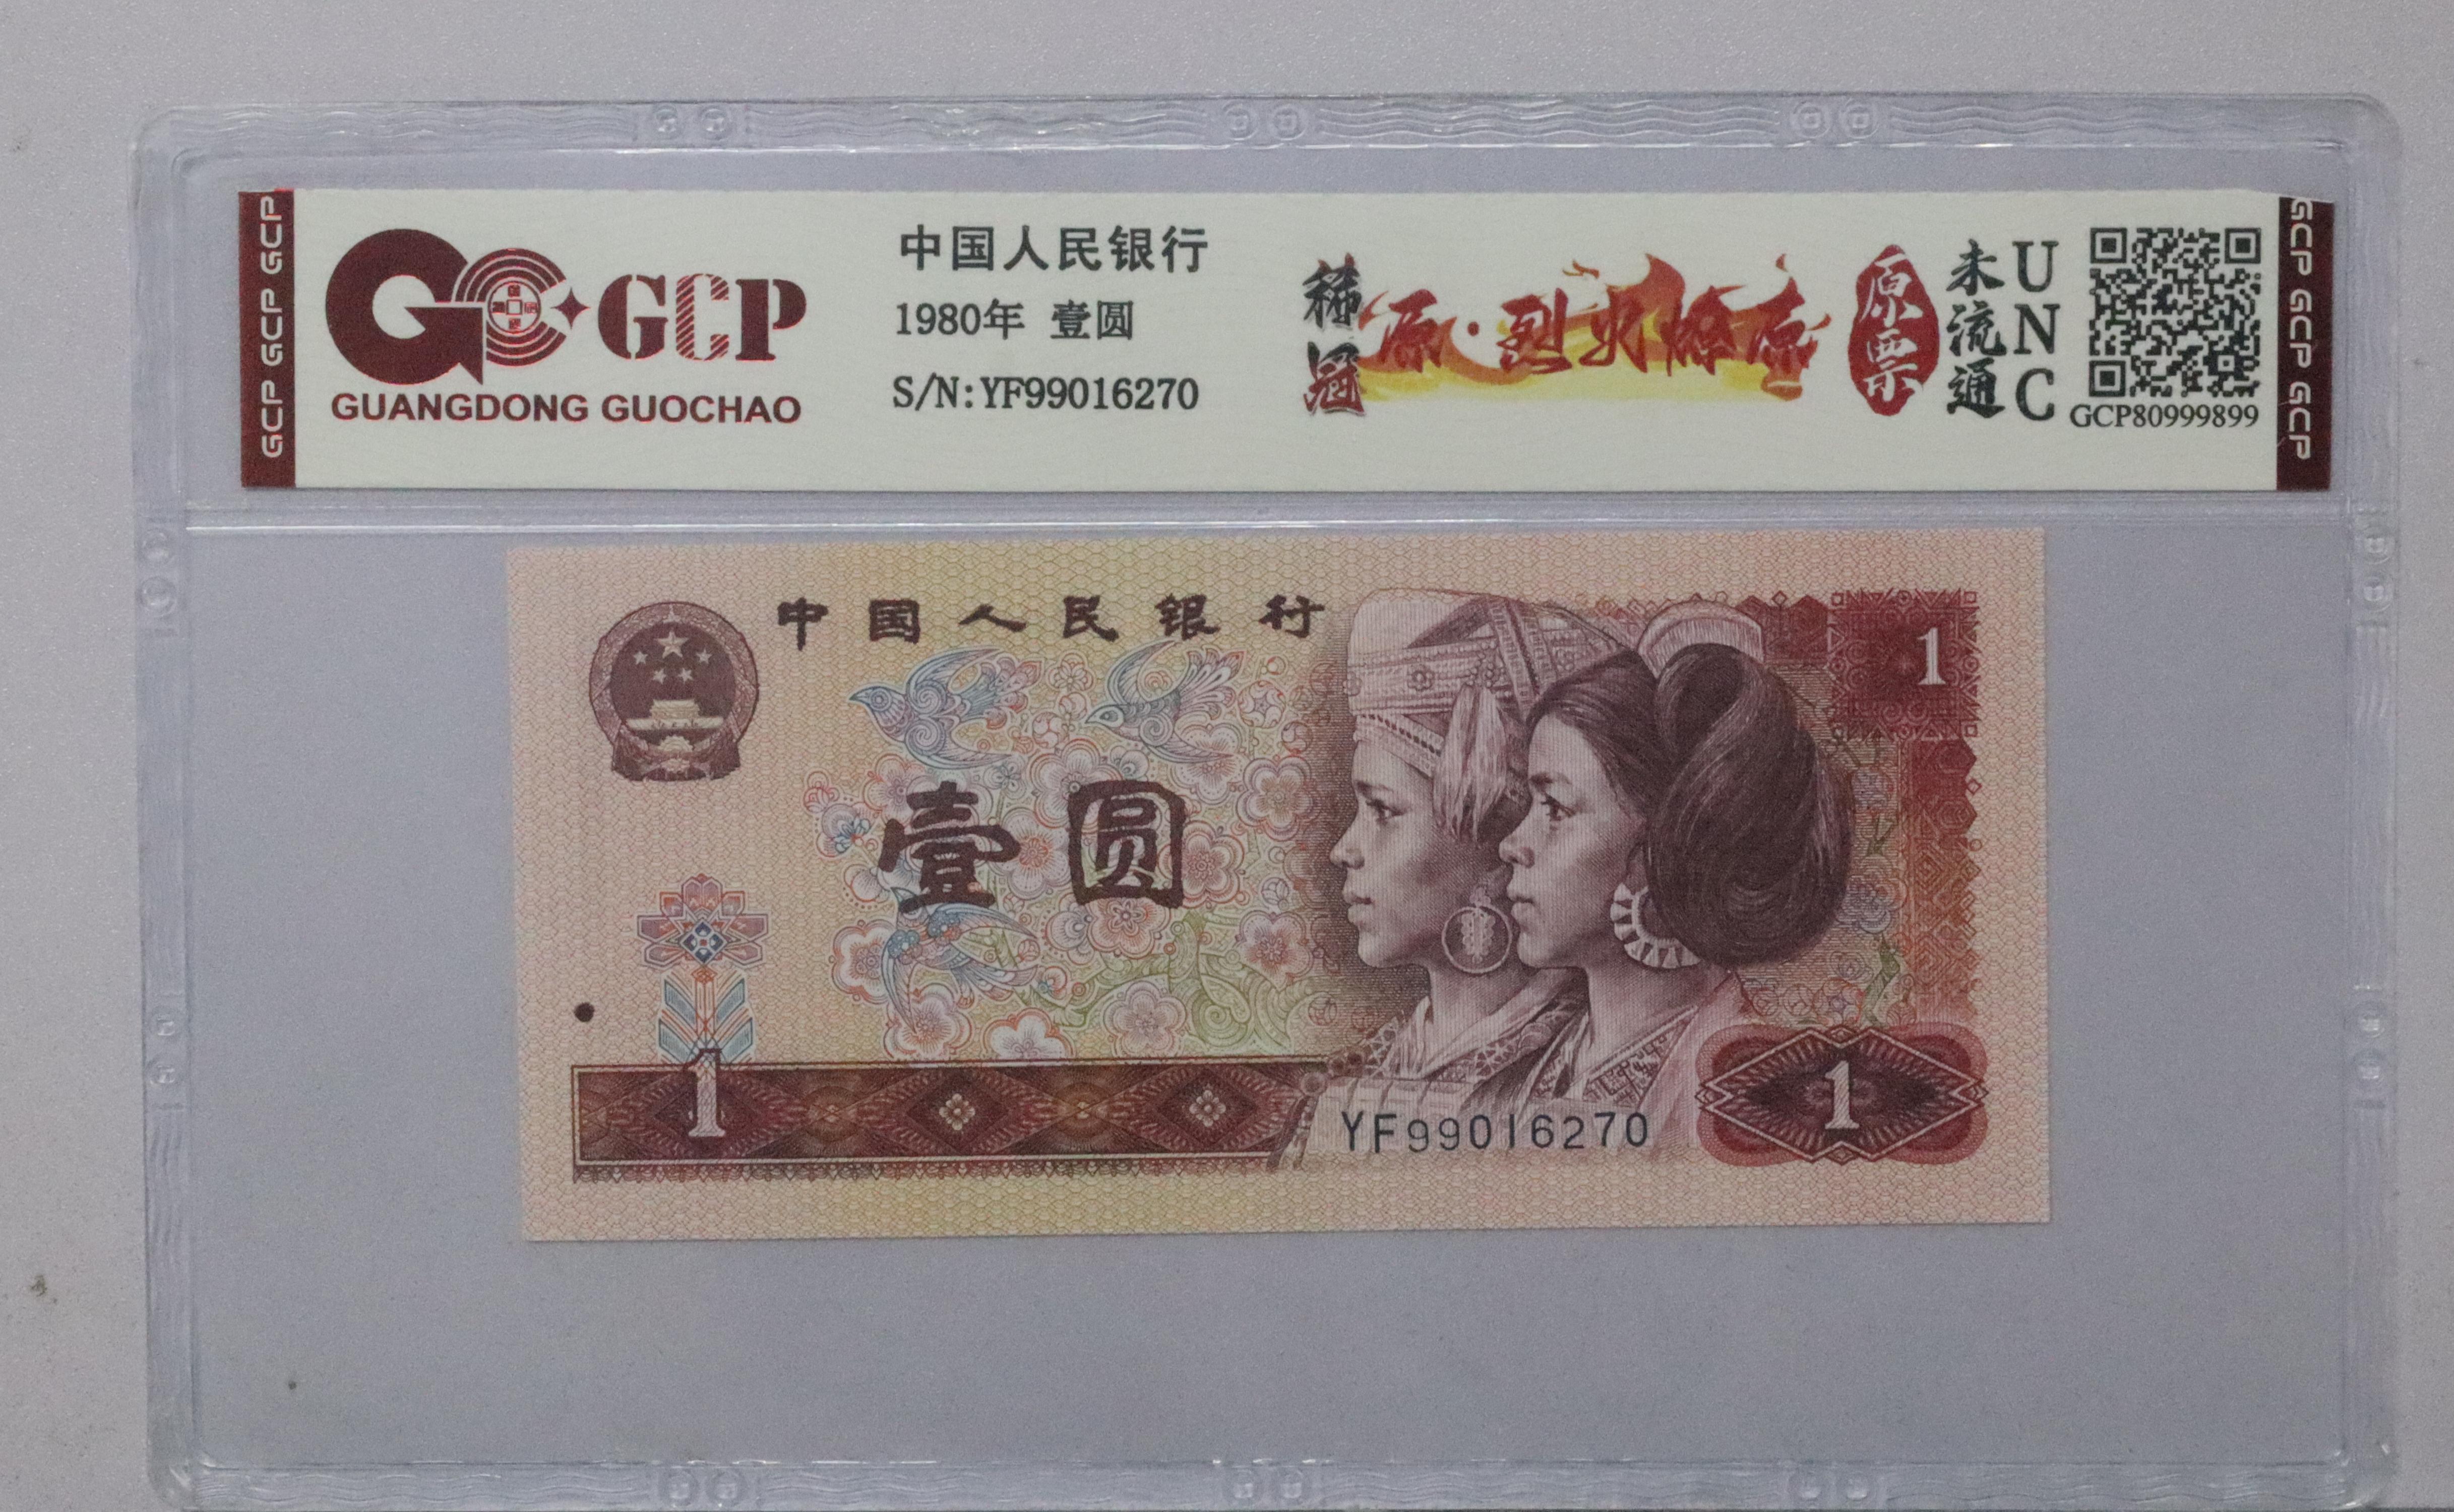 GCP GCP GCP
GCP
GUANGDONG GUOCHAO
中国人民银行
1980年 壹圆
S/N:YF99016270
稀冠
原·烈火燎原
原票
未流通
UNC
GCP80999899
GCP GCP GCP
中国人民银行
1
壹圆
1
YF99016270
1